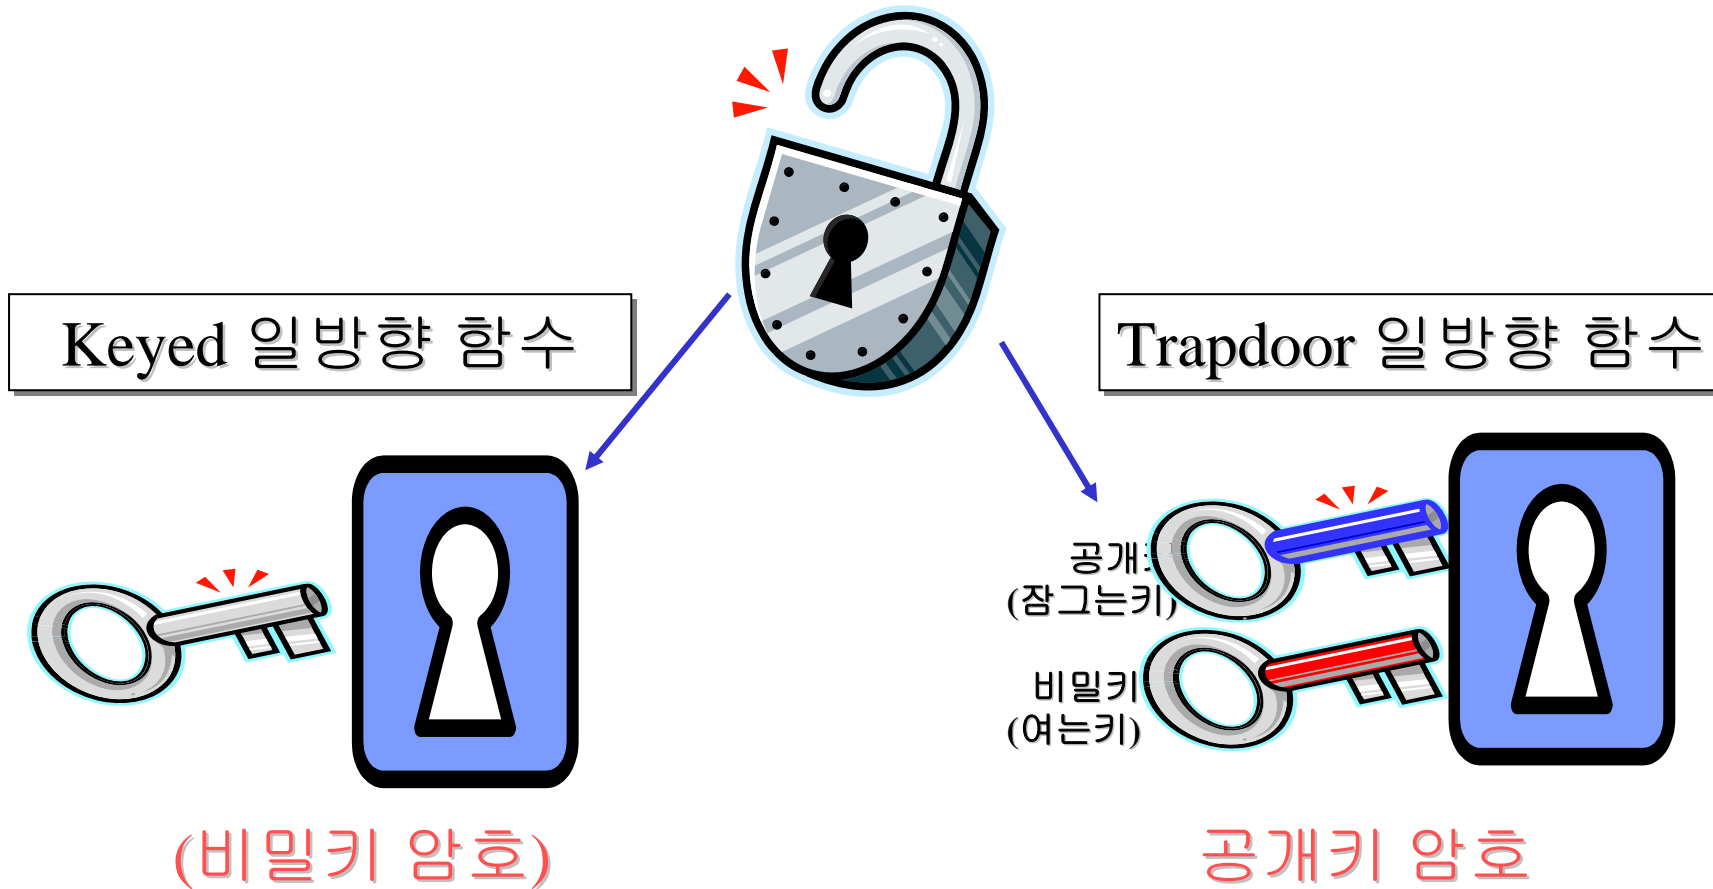 Keyed 일방향 함수
Trapdoor 일방향 함수
공개
(잠그는키)
비밀키
(여는키)
(비밀키 암호)
공개키 암호